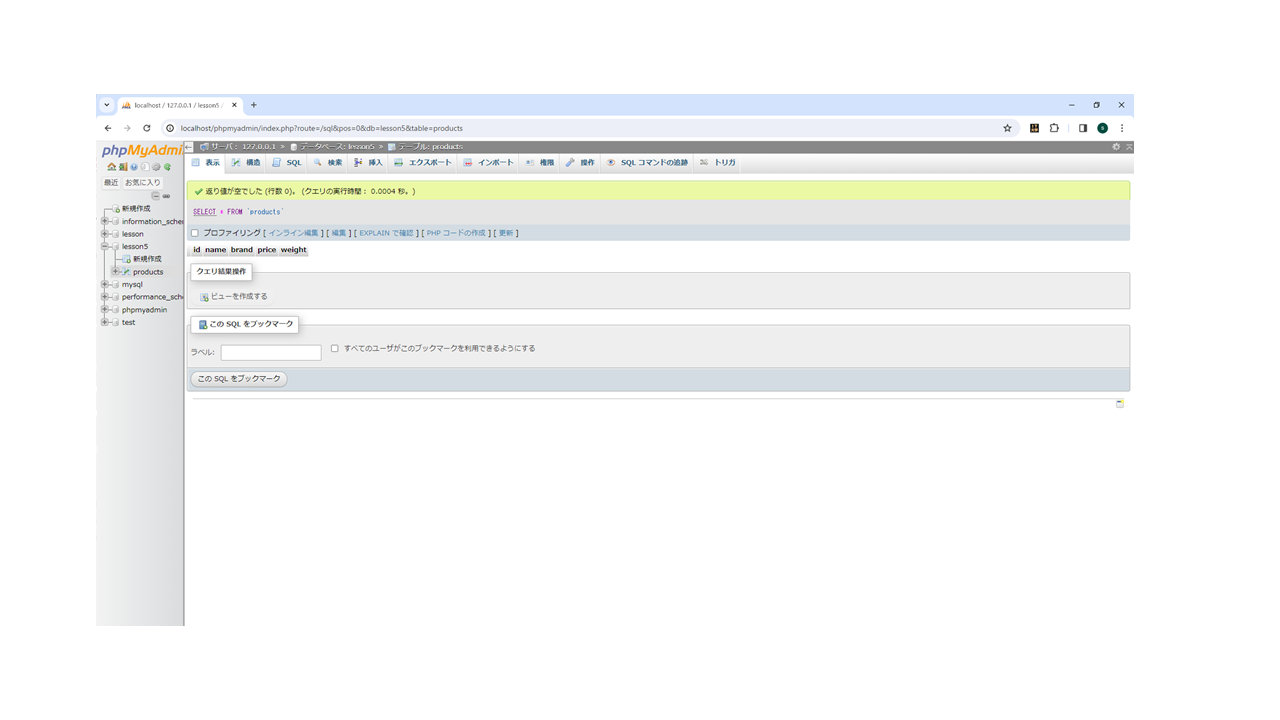 localhost / 127.0.0.1 / lesson5 /
localhost/phpmyadmin/index.php?route=/sql&pos=0&db=lesson5&table=products
phpMyAdmi
サーバ: 127.0.0.1 » データベース: lesson5 » テーブル: products
表示 構造 SQL 検索 挿入 エクスポート インポート 権限 操作 SQL コマンドの追跡 トリガ
最近 お気に入り
新規作成
information_scher
lesson
lesson5
新規作成
products
mysql
performance_sch
phpmyadmin
test
返り値が空でした (行数 0)。 (クエリの実行時間： 0.0004 秒。)
SELECT * FROM `products`
プロファイリング [ インライン編集 ] [ 編集 ] [ EXPLAIN で確認 ] [ PHP コードの作成 ] [ 更新 ]
id name brand price weight
クエリ結果操作
ビューを作成する
この SQL をブックマーク
ラベル: すべてのユーザがこのブックマークを利用できるようにする
この SQL をブックマーク